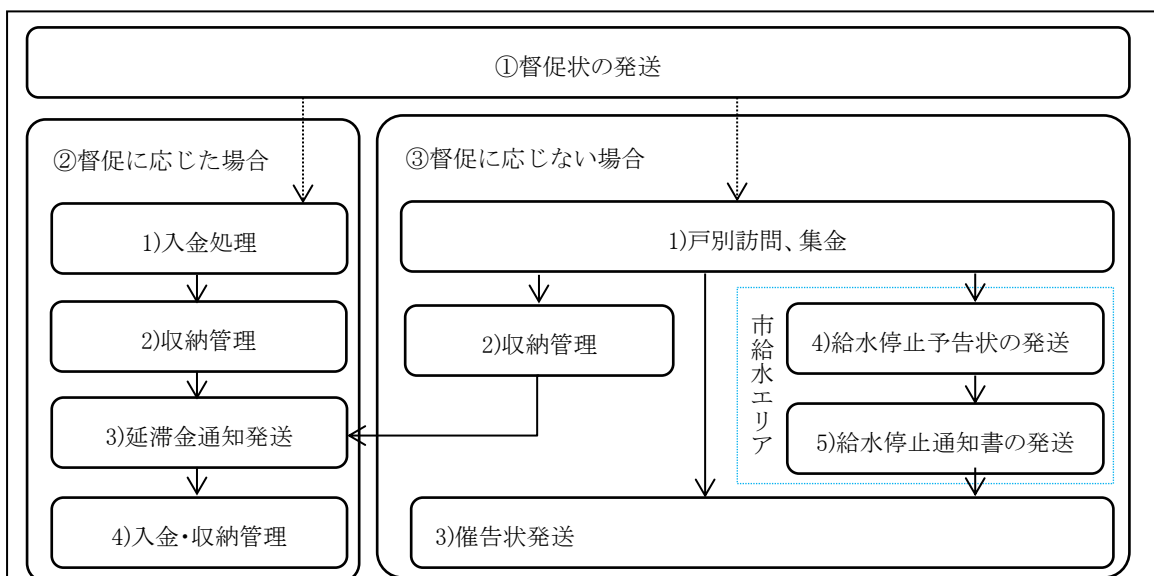 ①督促状の発送
②督促に応じた場合
1)入金処理
2)収納管理
3)延滞金通知発送
4)入金・収納管理
③督促に応じない場合
1)戸別訪問、集金
2)収納管理
市給水エリア
4)給水停止予告状の発送
5)給水停止通知書の発送
3)催告状発送